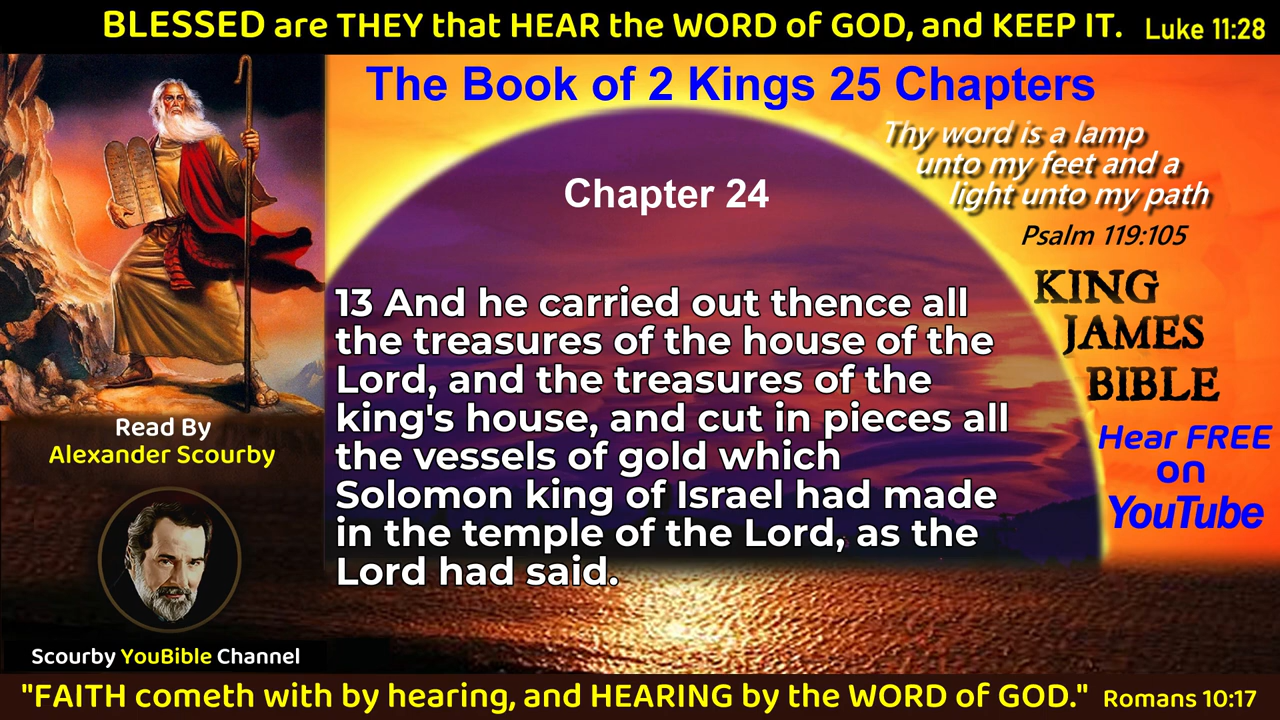 BLESSED are THEY that HEAR the WORD of GOD, and KEEP IT. Luke 11:28
The Book of 2 Kings 25 Chapters
Thy word is a lamp
unto my feet and a
light unto my path
Psalm 119:105
Chapter 24
KING
JAMES
BIBLE
13 And he carried out thence all
the treasures of the house of the
Lord, and the treasures of the
king's house, and cut in pieces all
the vessels of gold which
Solomon king of Israel had made
in the temple of the Lord, as the
Lord had said.
Hear FREE
on
YouTube
Read By
Alexander Scourby
Scourby YouBible Channel
"FAITH cometh with by hearing, and HEARING by the WORD of GOD." Romans 10:17